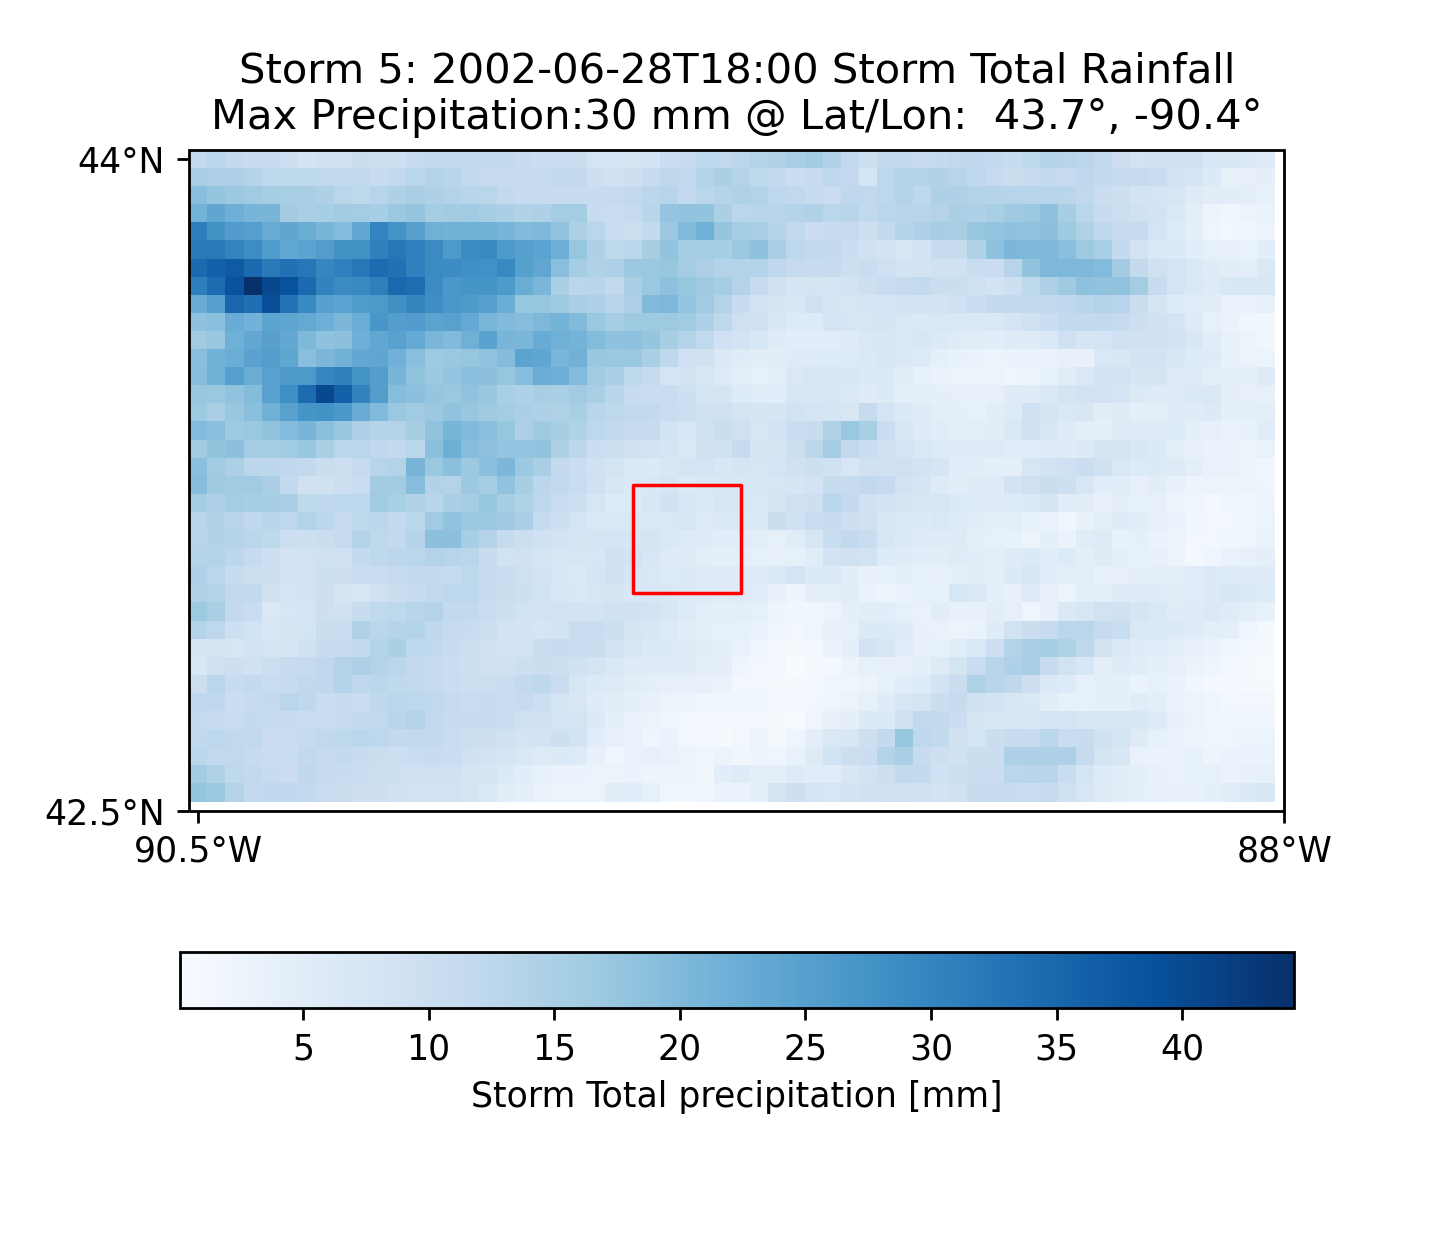 Storm 5: 2002-06-28T18:00 Storm Total Rainfall
Max Precipitation:30 mm @ Lat/Lon:  43.7°, -90.4°
44°N
42.5°N
90.5°W 88°W
5 10 15 20 25 30 35 40
Storm Total precipitation [mm]